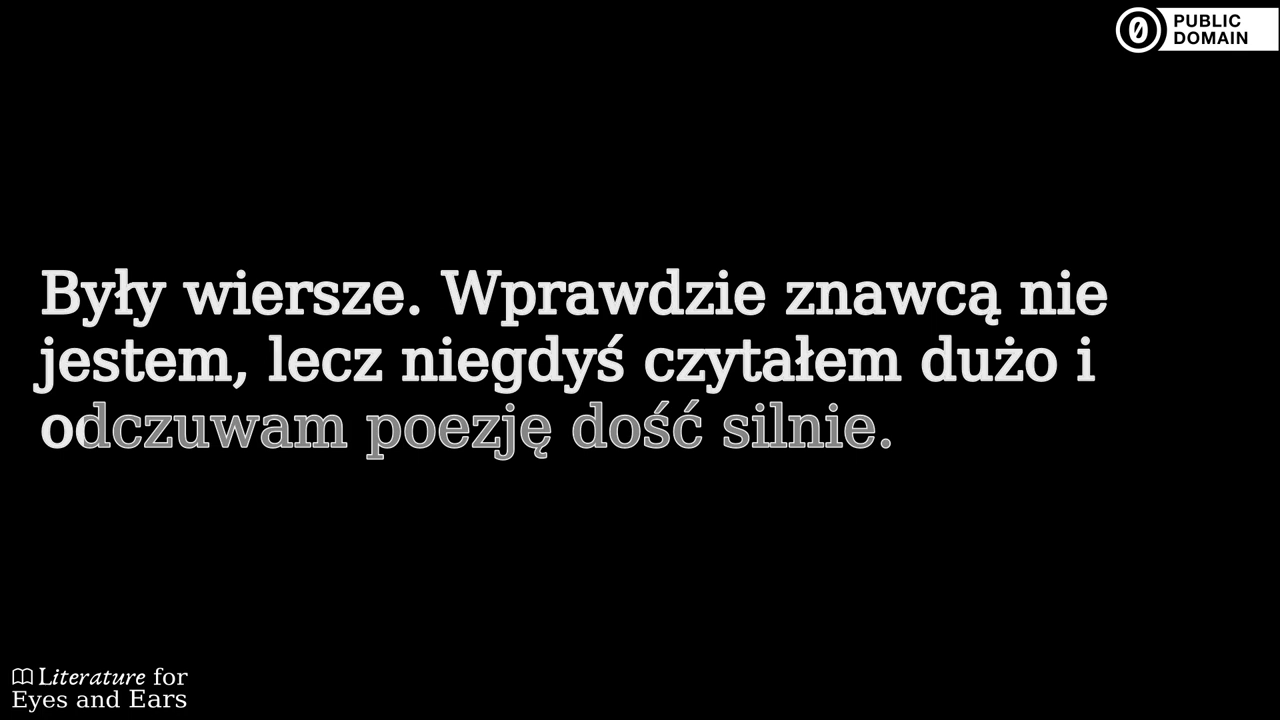 PUBLIC
DOMAIN
Były wiersze. Wprawdzie znawcą nie
jestem, lecz niegdyś czytałem dużo i
odczuwam poezję dość silnie.
Literature for
Eyes and Ears